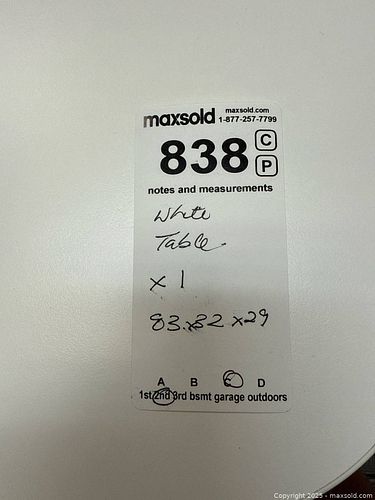 maxsold maxsold.com
1-877-257-7799
838 C
P
notes and measurements
White
Table
x 1
83 x 32 x 29
A B C D
1st 2nd 3rd bsmt garage outdoors
Copyright 2025 - maxsold.com